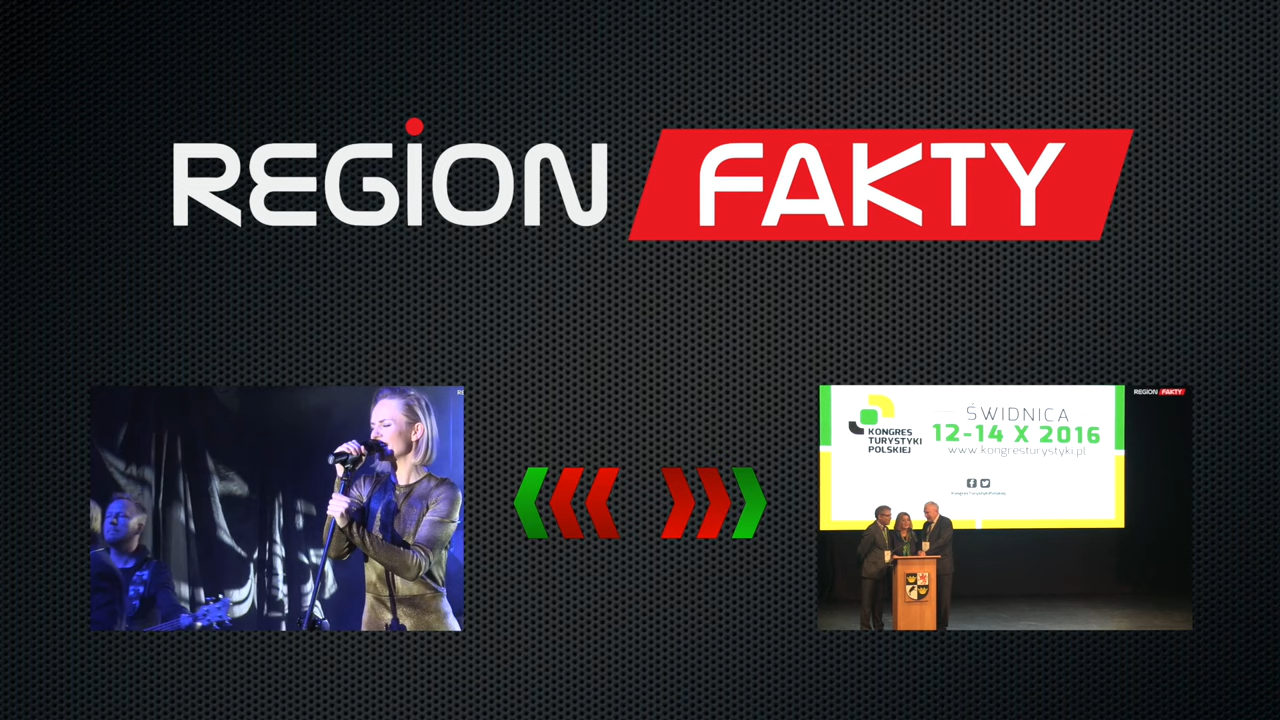 REGION FAKTY
KONGRES
TURYSTYKI
POLSKIEJ
ŚWIDNICA
12-14 X 2016
www.kongresturystyki.pl
REGION FAKTY